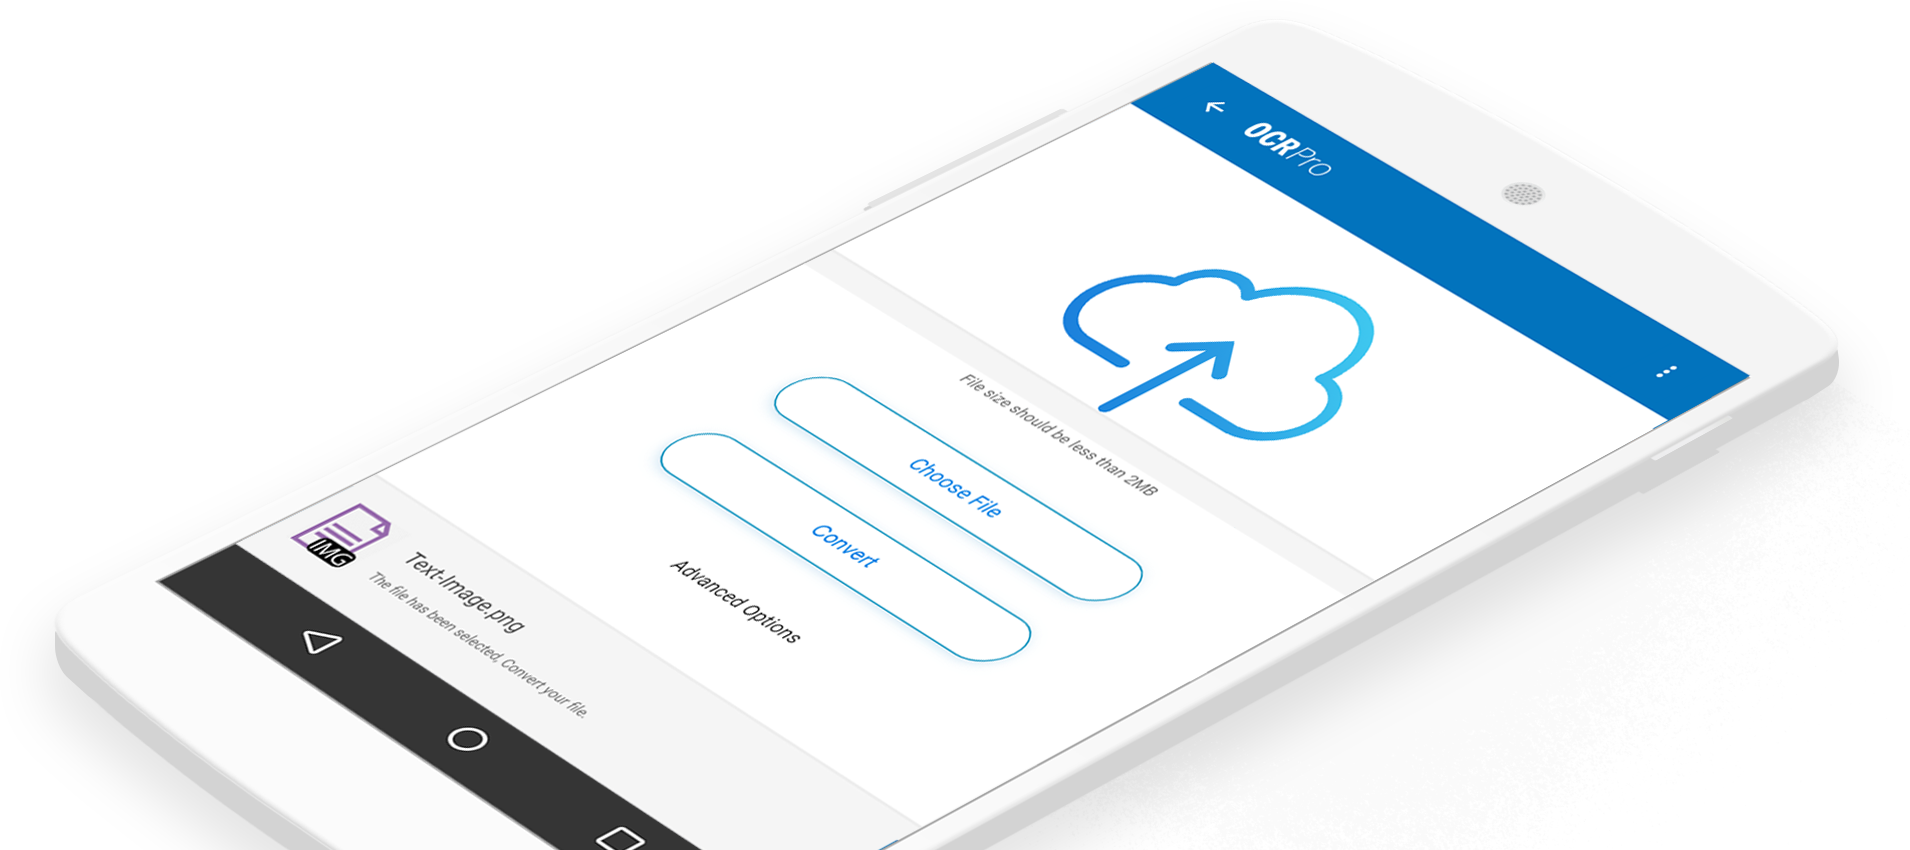 OCRPro
File size should be less than 2MB
Choose File
Convert
Advanced Options
IMG
Text-Image.png
The file has been selected, Convert your file.